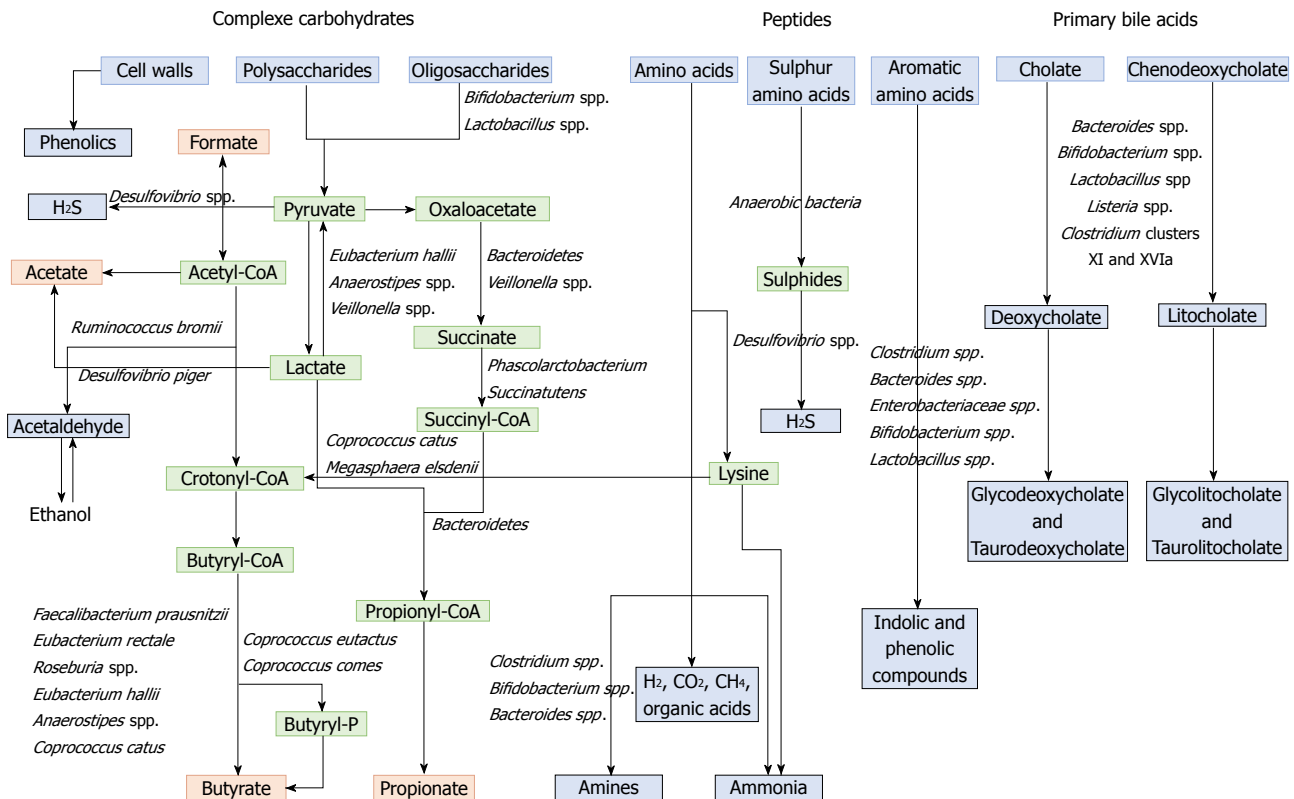 Complexe carbohydrates
Peptides
Primary bile acids
Cell walls
Polysaccharides
Oligosaccharides
Amino acids
Sulphur
amino acids
Aromatic
amino acids
Cholate
Chenodeoxycholate
Bifidobacterium spp.
Lactobacillus spp.
Phenolics
Formate
Bacteroides spp.
Bifidobacterium spp.
Lactobacillus spp
Listeria spp.
Clostridium clusters
XI and XVIa
H2S
Desulfovibrio spp.
Pyruvate
Oxaloacetate
Anaerobic bacteria
Eubacterium hallii
Anaerostipes spp.
Veillonella spp.
Bacteroidetes
Veillonella spp.
Acetate
Acetyl-CoA
Sulphides
Deoxycholate
Litocholate
Ruminococcus bromii
Succinate
Desulfovibrio spp.
Desulfovibrio piger
Lactate
Phascolarctobacterium
Succinatutens
Clostridium spp.
Bacteroides spp.
Enterobacteriaceae spp.
Bifidobacterium spp.
Lactobacillus spp.
Acetaldehyde
Succinyl-CoA
H2S
Coprococcus catus
Megasphaera elsdenii
Crotonyl-CoA
Lysine
Ethanol
Glycodeoxycholate
and
Taurodeoxycholate
Glycolitocholate
and
Taurolitocholate
Bacteroidetes
Butyryl-CoA
Faecalibacterium prausnitzii
Eubacterium rectale
Roseburia spp.
Eubacterium hallii
Anaerostipes spp.
Coprococcus catus
Coprococcus eutactus
Coprococcus comes
Propionyl-CoA
Indolic and
phenolic
compounds
Clostridium spp.
Bifidobacterium spp.
Bacteroides spp.
H2, CO2, CH4,
organic acids
Butyryl-P
Butyrate
Propionate
Amines
Ammonia